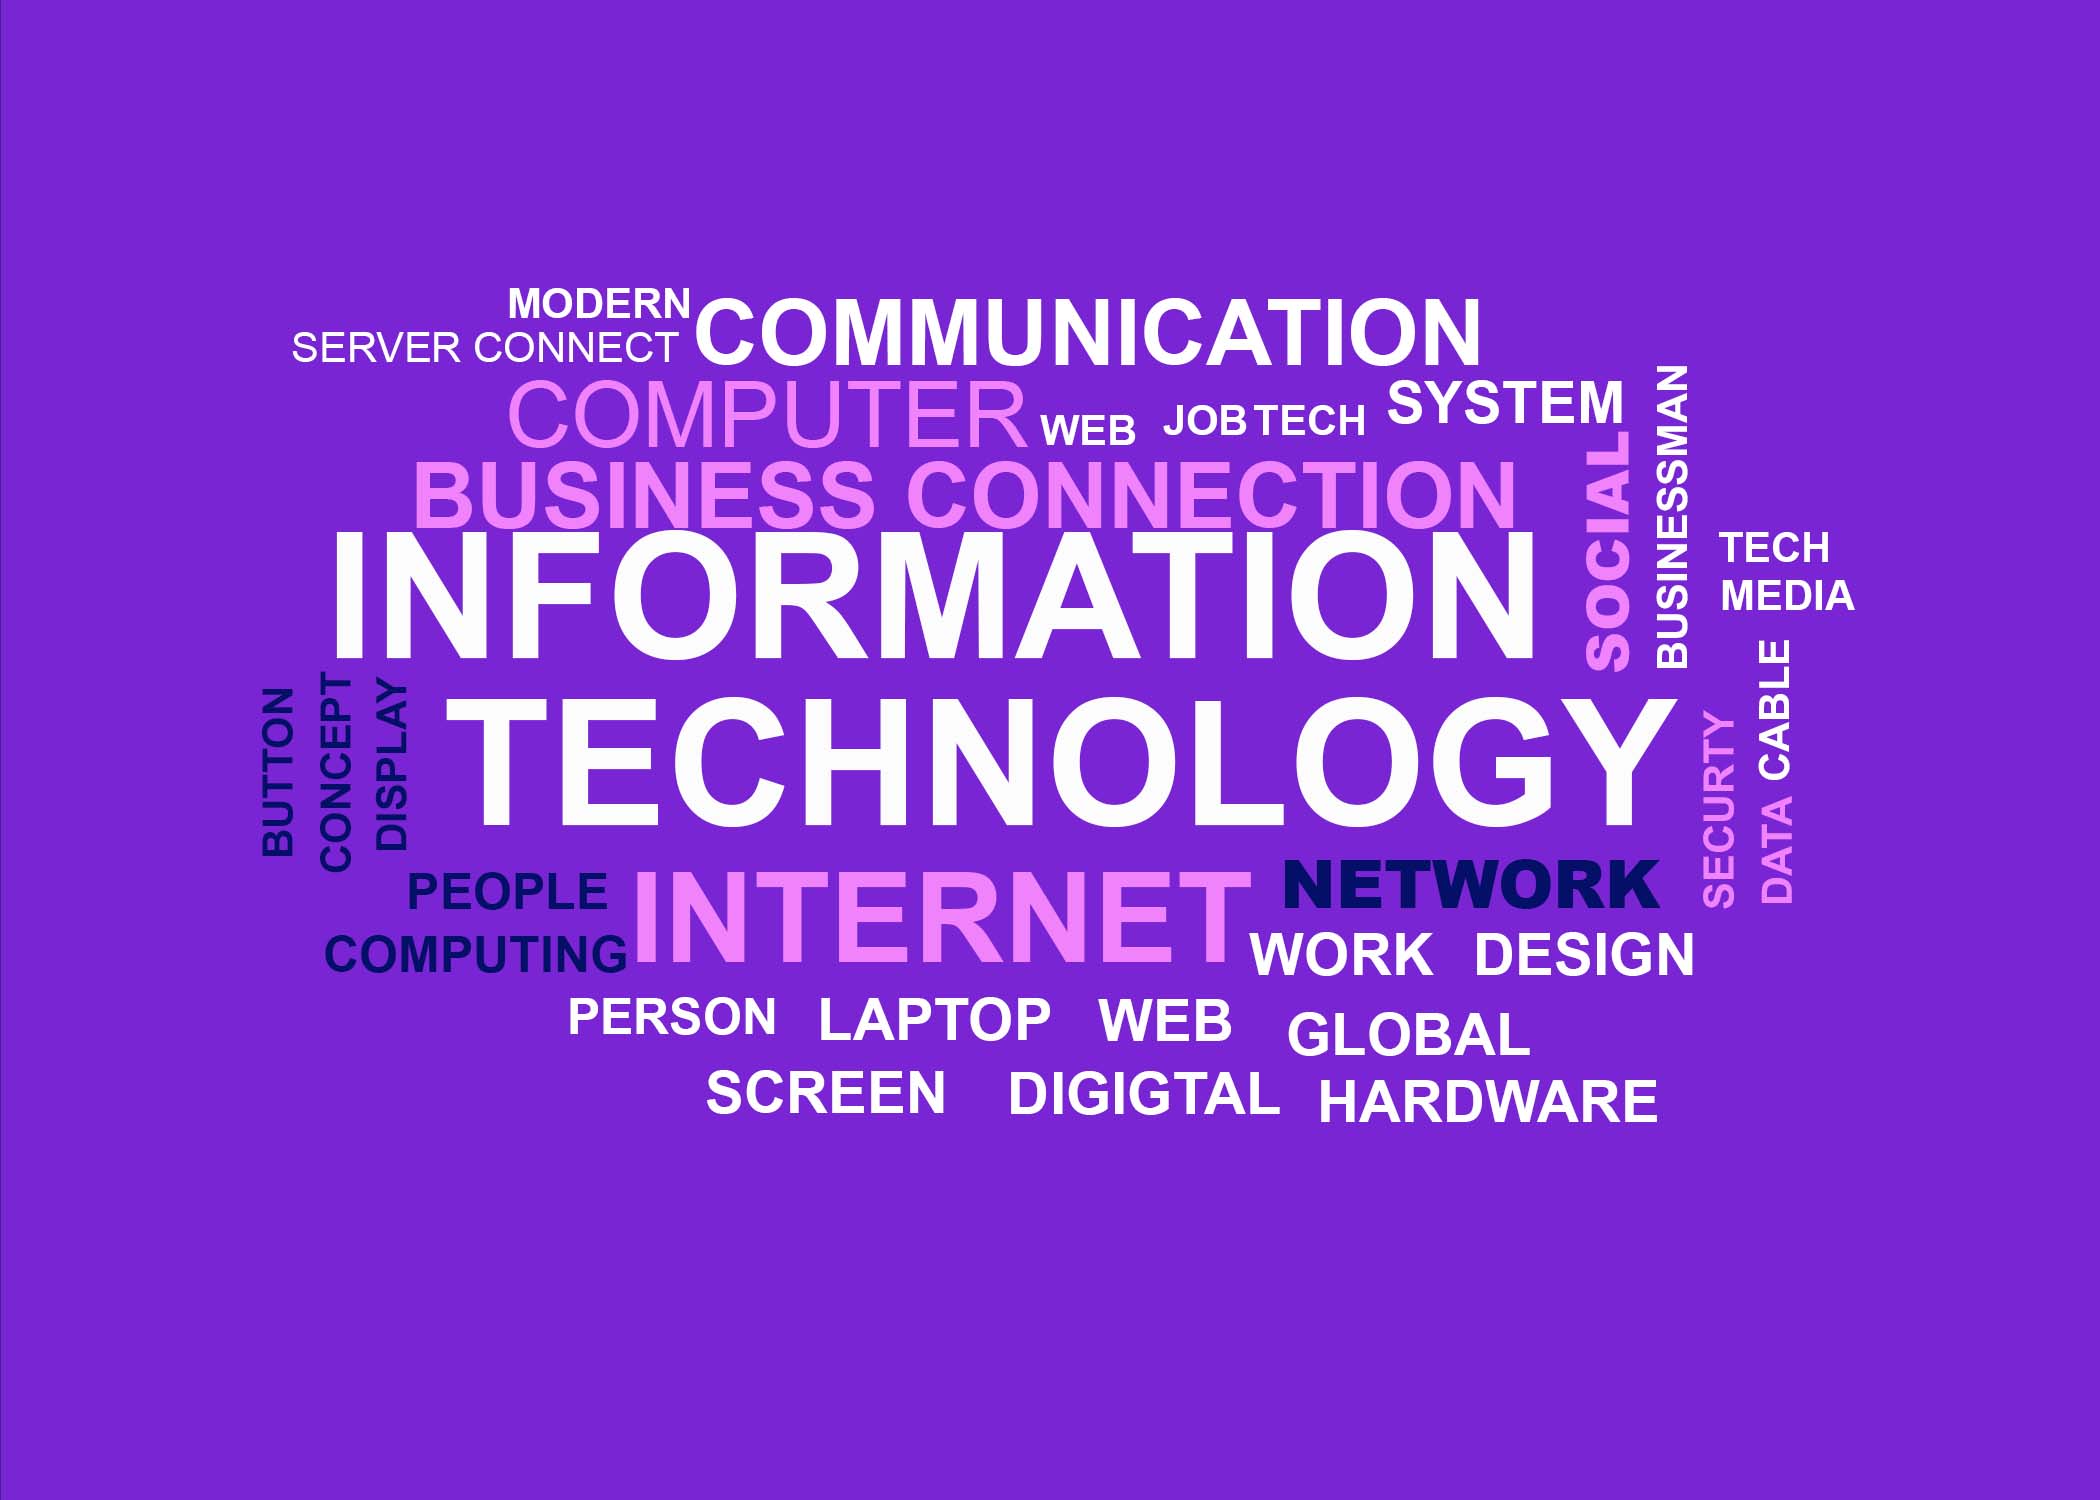 MODERN
SERVER CONNECT
COMMUNICATION
COMPUTER
WEB
JOB TECH
SYSTEM
BUSINESS CONNECTION
SOCIAL
BUSINESSMAN
INFORMATION
TECH
MEDIA
TECHNOLOGY
BUTTON
CONCEPT
DISPLAY
SECURTY
DATA CABLE
PEOPLE
INTERNET
NETWORK
COMPUTING
WORK DESIGN
PERSON LAPTOP WEB GLOBAL
SCREEN DIGIGTAL HARDWARE